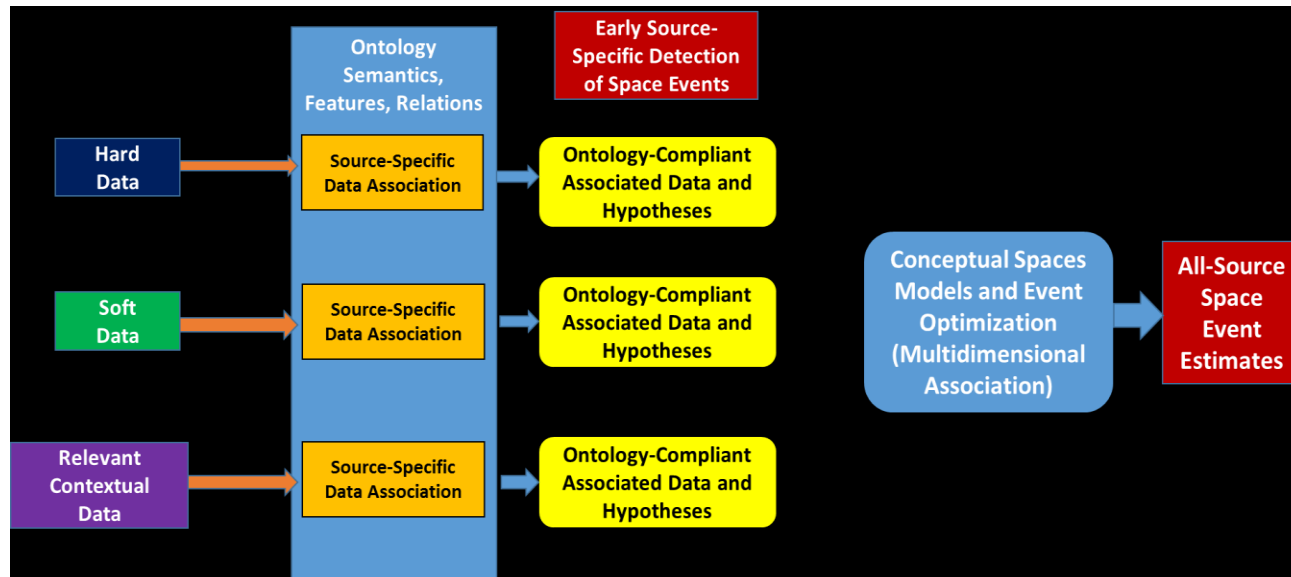 Ontology
Semantics,
Features, Relations
Early Source-
Specific Detection
of Space Events
Hard
Data
Source-Specific
Data Association
Ontology-Compliant
Associated Data and
Hypotheses
Soft
Data
Source-Specific
Data Association
Ontology-Compliant
Associated Data and
Hypotheses
Relevant
Contextual
Data
Source-Specific
Data Association
Ontology-Compliant
Associated Data and
Hypotheses
Conceptual Spaces
Models and Event
Optimization
(Multidimensional
Association)
All-Source
Space
Event
Estimates